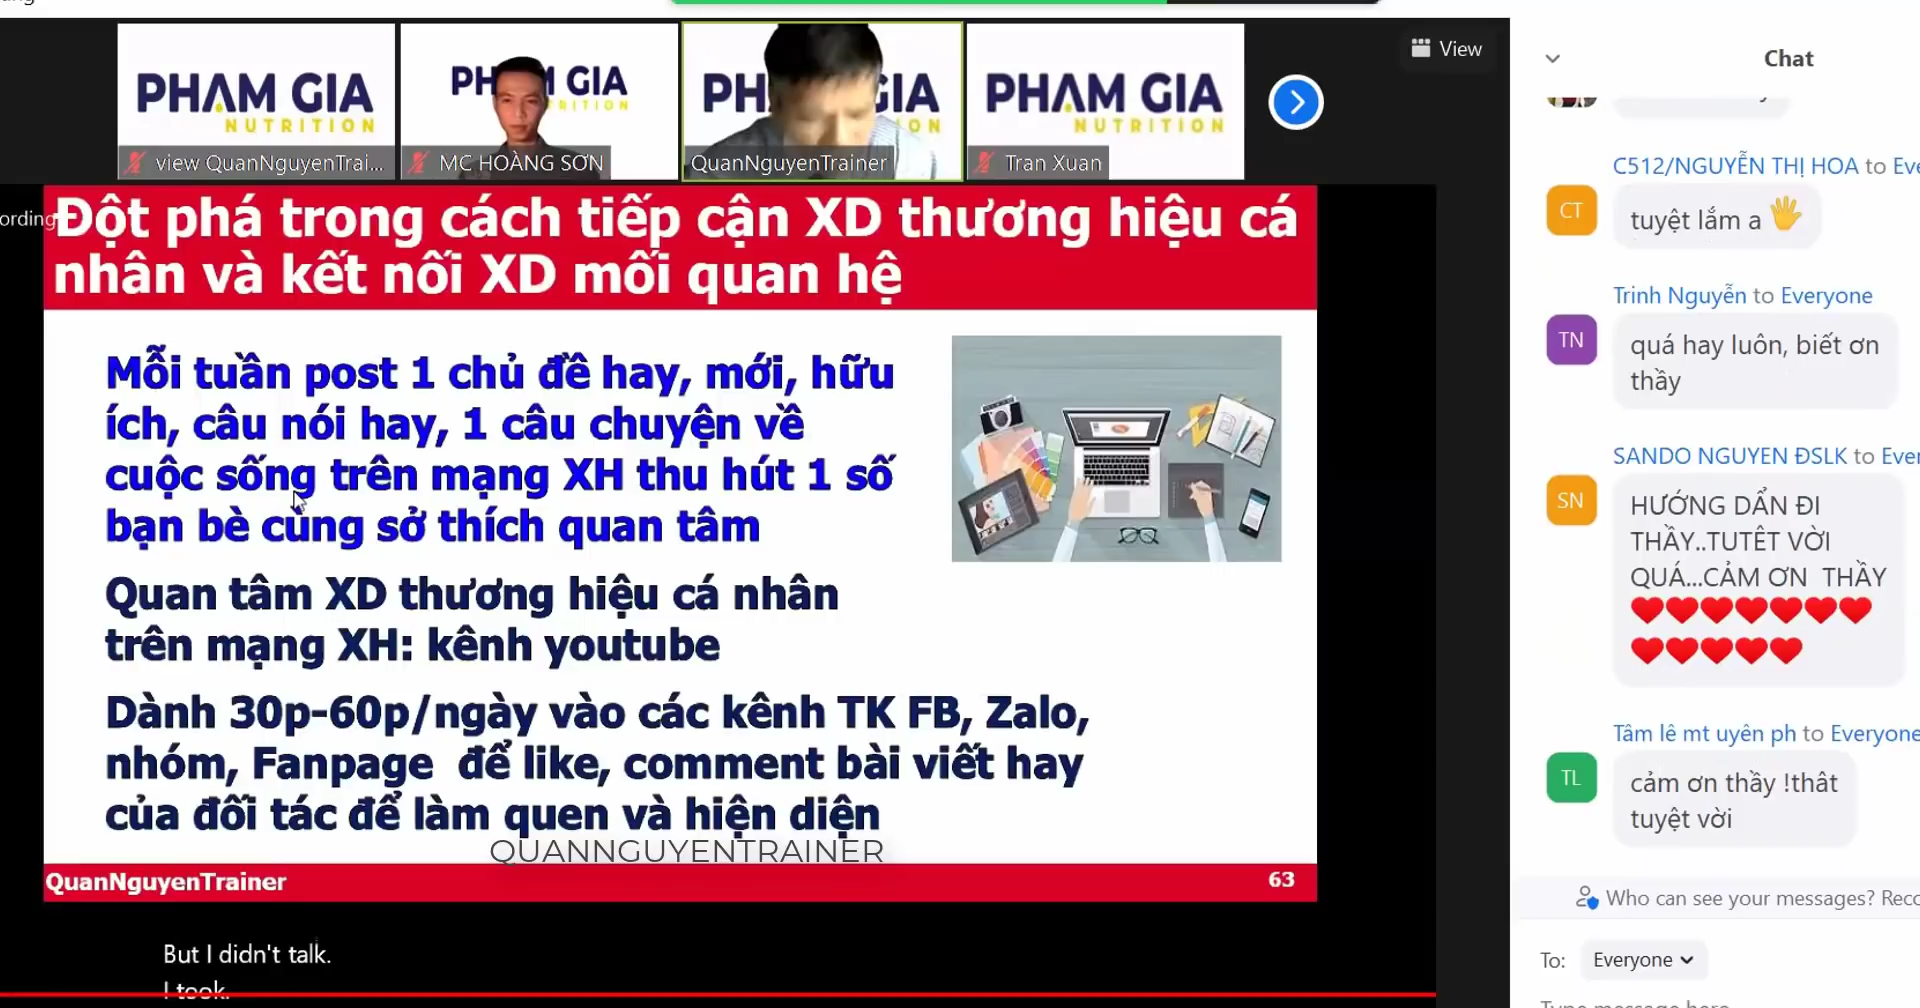 View
PHAM GIA
NUTRITION
view QuanNguyenTrai...
MC HOÀNG SƠN
QuanNguyenTrainer
PHAM GIA
NUTRITION
Tran Xuan
Đột phá trong cách tiếp cận XD thương hiệu cá
nhân và kết nối XD mối quan hệ
Mỗi tuần post 1 chủ đề hay, mới, hữu
ích, câu nói hay, 1 câu chuyện về
cuộc sống trên mạng XH thu hút 1 số
bạn bè cùng sở thích quan tâm
Quan tâm XD thương hiệu cá nhân
trên mạng XH: kênh youtube
Dành 30p-60p/ngày vào các kênh TK FB, Zalo,
nhóm, Fanpage để like, comment bài viết hay
của đối tác để làm quen và hiện diện
QUANNGUYENTRAINER
QuanNguyenTrainer
63
But I didn't talk.
I took.
Chat
C512/NGUYỄN THỊ HOA to Eve
CT
tuyệt lắm a
Trinh Nguyễn to Everyone
TN
quá hay luôn, biết ơn
thầy
SANDO NGUYEN ĐSLK to Ever
SN
HƯỚNG DẨN ĐI
THẦY..TUTÊT VỜI
QUÁ...CẢM ƠN THẦY
Tâm lê mt uyên ph to Everyone
TL
cảm ơn thầy !thât
tuyệt vời
Who can see your messages? Reco
To: Everyone
Type message here